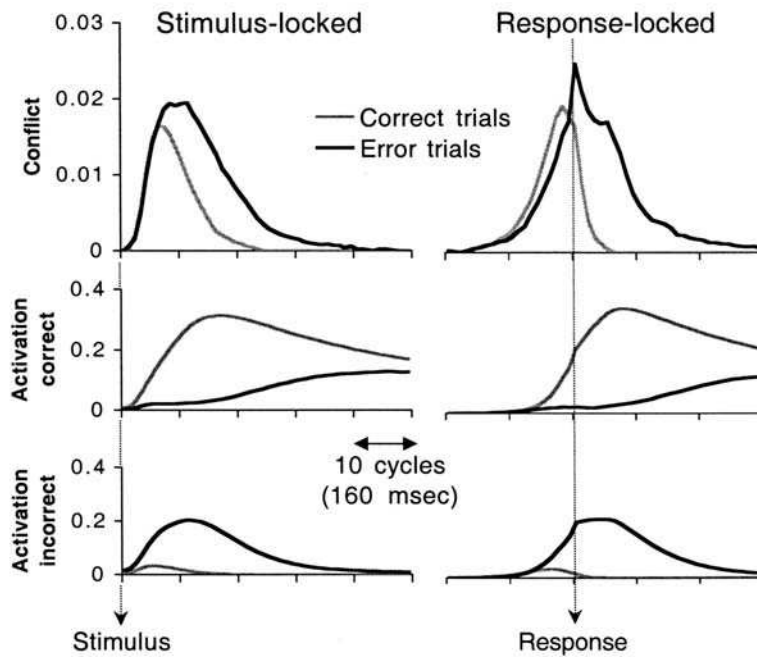 Stimulus-locked
Response-locked
0.03
0.02
0.01
0
Conflict
Correct trials
Error trials
0.4
0.2
0
Activation
correct
10 cycles
(160 msec)
0.4
0.2
0
Activation
incorrect
Stimulus
Response